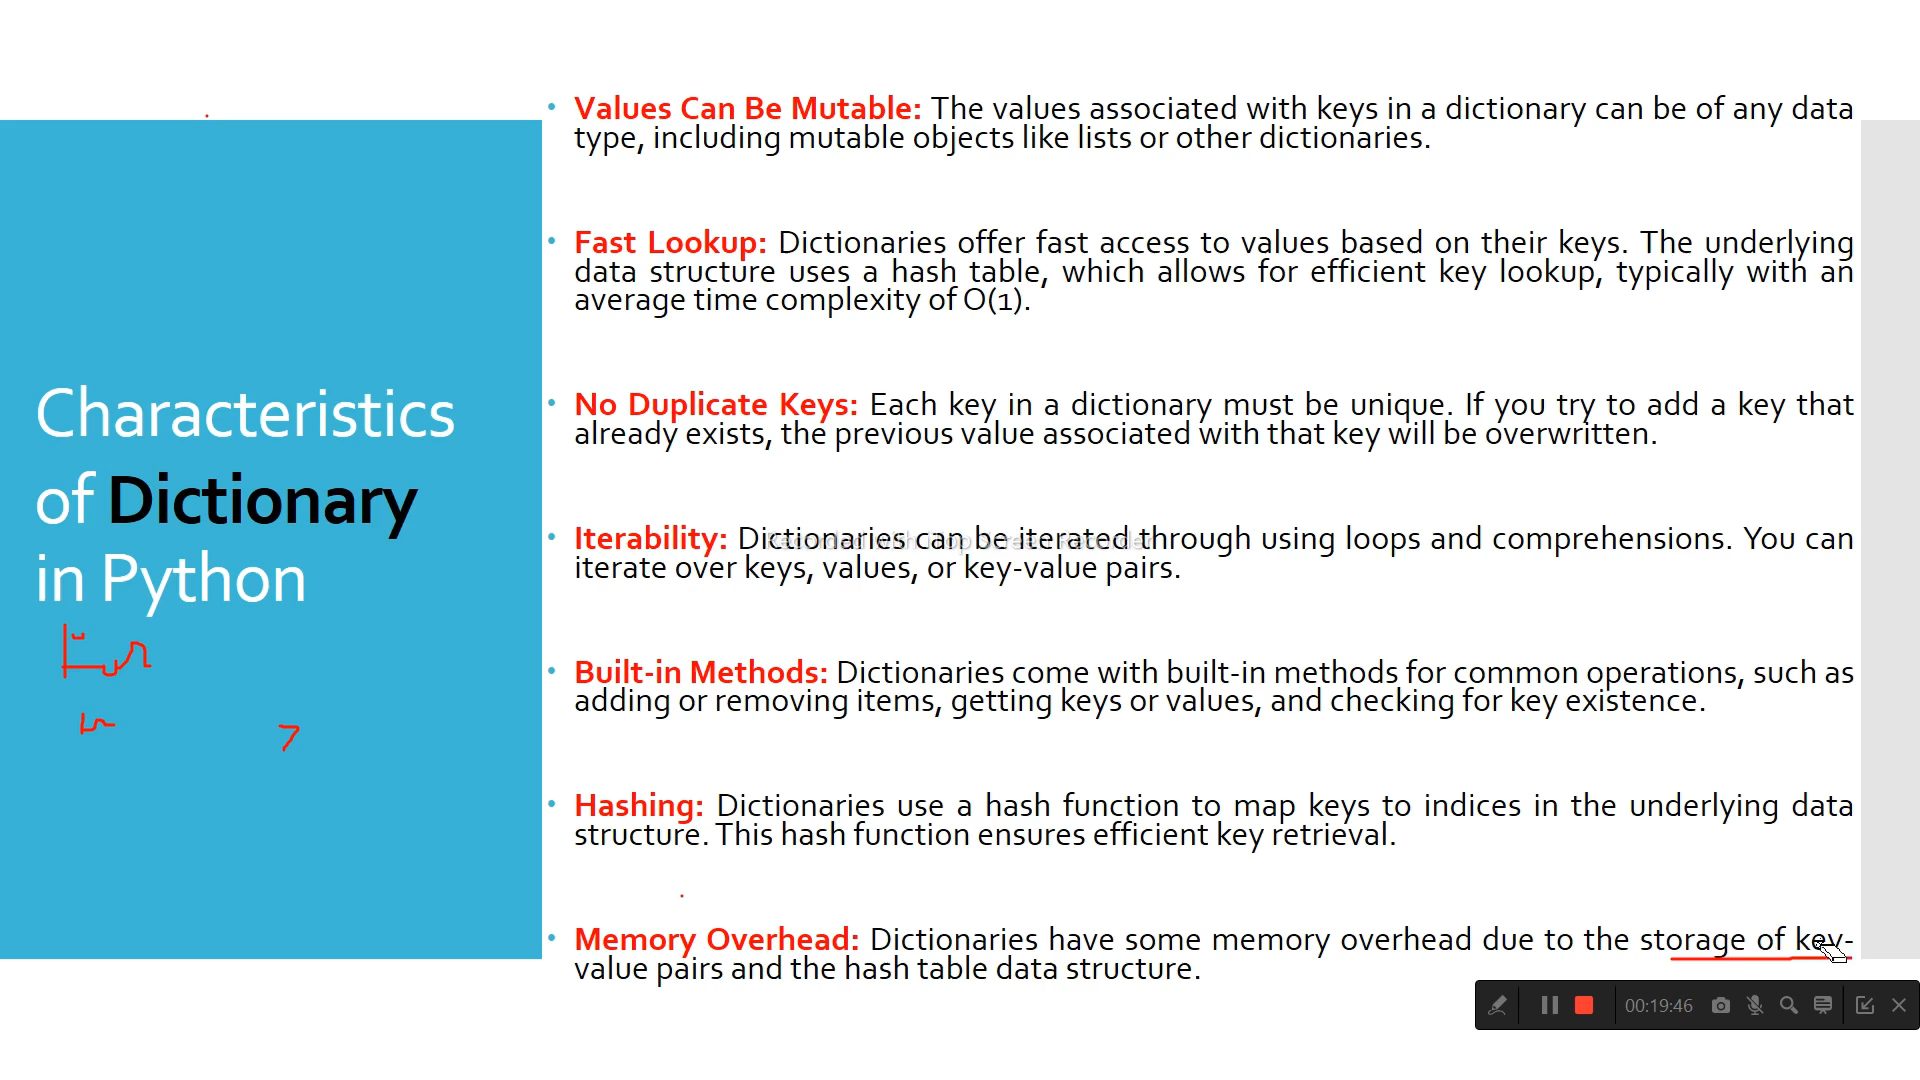 Values Can Be Mutable: The values associated with keys in a dictionary can be of any data
type, including mutable objects like lists or other dictionaries.
Fast Lookup: Dictionaries offer fast access to values based on their keys. The underlying
data structure uses a hash table, which allows for efficient key lookup, typically with an
average time complexity of O(1).
No Duplicate Keys: Each key in a dictionary must be unique. If you try to add a key that
already exists, the previous value associated with that key will be overwritten.
Iterability: Dictionaries can be iterated through using loops and comprehensions. You can
iterate over keys, values, or key-value pairs.
Built-in Methods: Dictionaries come with built-in methods for common operations, such as
adding or removing items, getting keys or values, and checking for key existence.
Hashing: Dictionaries use a hash function to map keys to indices in the underlying data
structure. This hash function ensures efficient key retrieval.
Memory Overhead: Dictionaries have some memory overhead due to the storage of key-
value pairs and the hash table data structure.
Characteristics
of Dictionary
in Python
Recorded with iTop Screen Recorder
00:19:46